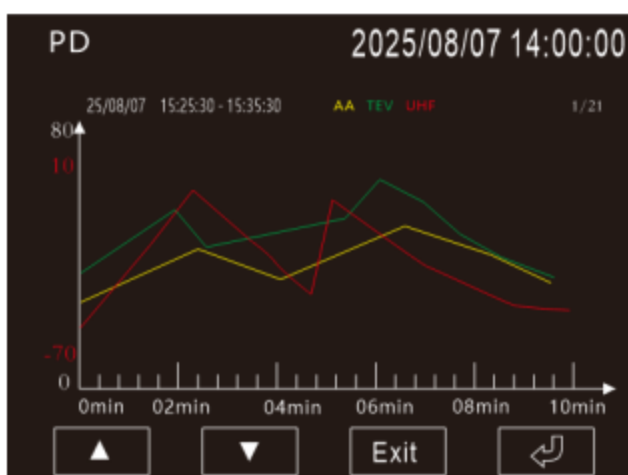 PD 2025/08/07 14:00:00
25/08/07 15:25:30 - 15:35:30 AA TEV UHF 1/21
80
10
-70
0
0min 02min 04min 06min 08min 10min
▲ ▼ Exit